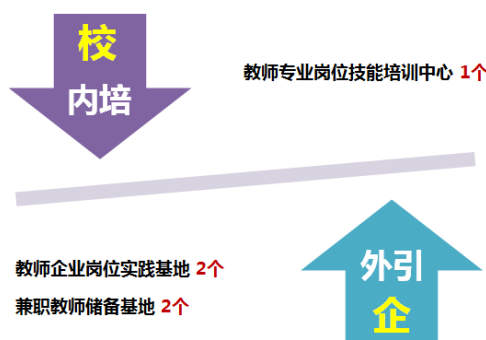 校
内培
教师专业岗位技能培训中心 1个
教师企业岗位实践基地 2个
兼职教师储备基地 2个
外引
企